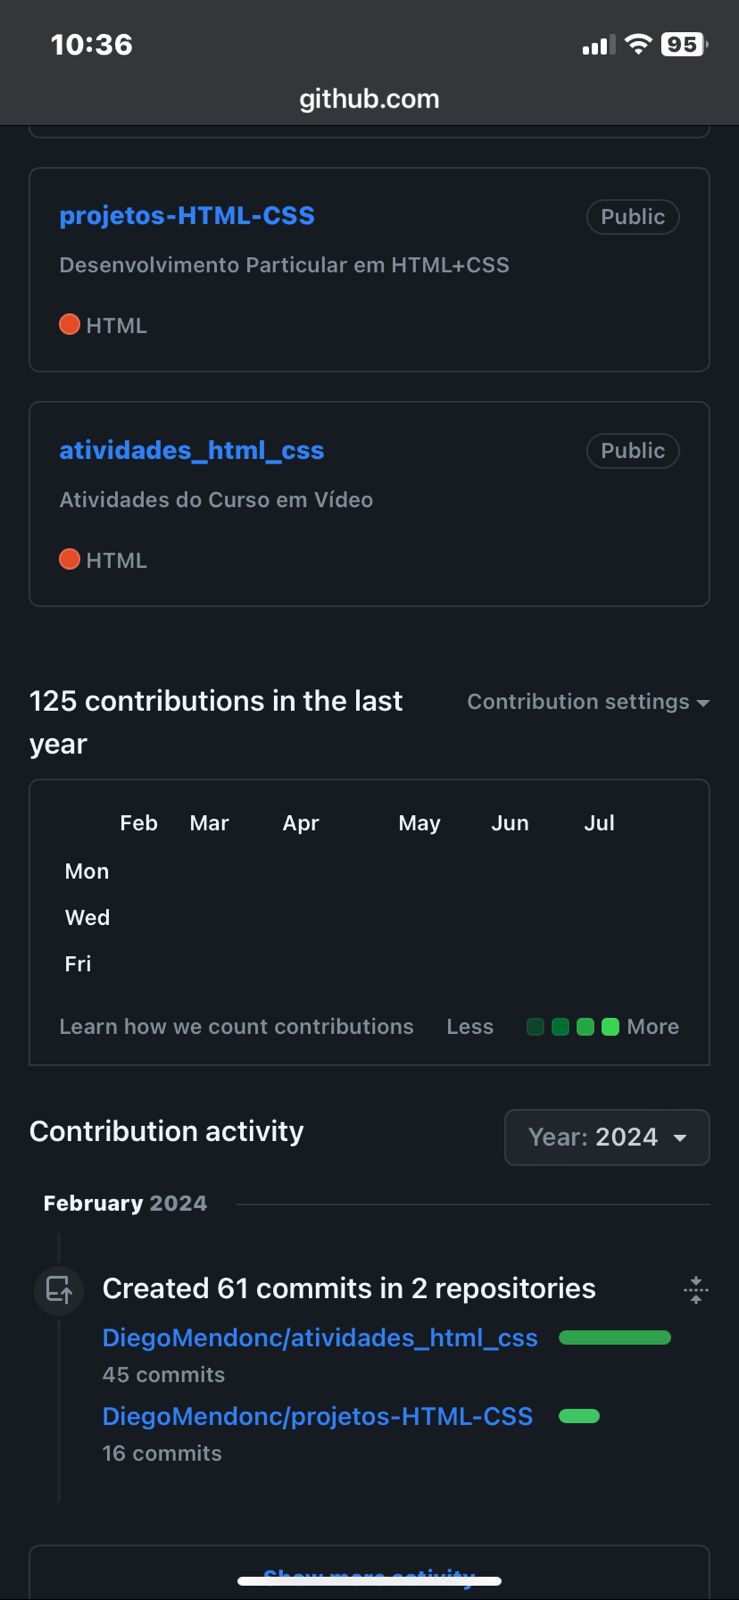 10:36
95
github.com
projetos-HTML-CSS
Public
Desenvolvimento Particular em HTML+CSS
HTML
atividades_html_css
Public
Atividades do Curso em Vídeo
HTML
125 contributions in the last
year
Contribution settings
Feb Mar Apr May Jun Jul
Mon
Wed
Fri
Learn how we count contributions Less More
Contribution activity
Year: 2024
February 2024
Created 61 commits in 2 repositories
DiegoMendonc/atividades_html_css
45 commits
DiegoMendonc/projetos-HTML-CSS
16 commits
Show more activity